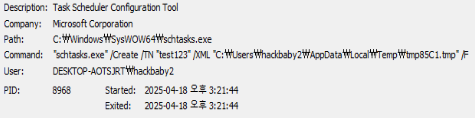 Description: Task Scheduler Configuration Tool
Company: Microsoft Corporation
Path: C:₩Windows₩SysWOW64₩schtasks.exe
Command: "schtasks.exe" /Create /TN "test123" /XML "C:₩Users₩hackbaby2₩AppData₩Local₩Temp₩tmp85C1.tmp" /F
User: DESKTOP-AOTSJRT₩hackbaby2
PID: 8968 Started: 2025-04-18 오후 3:21:44
Exited: 2025-04-18 오후 3:21:44